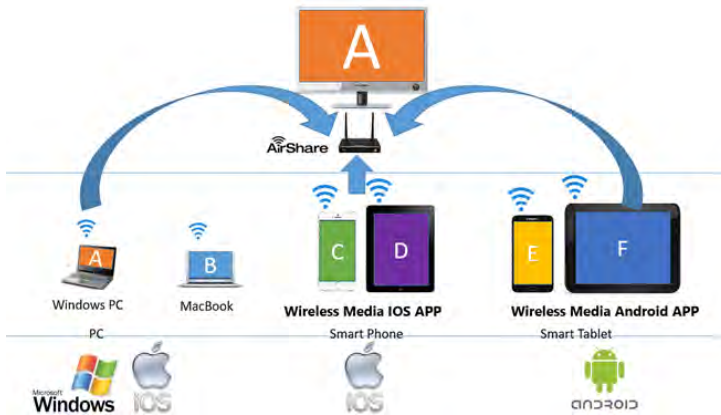 A
AirShare
A
B
C
D
E
F
Windows PC
MacBook
Wireless Media IOS APP
Wireless Media Android APP
PC
Smart Phone
Smart Tablet
Microsoft
Windows
iOS
iOS
ANDROID